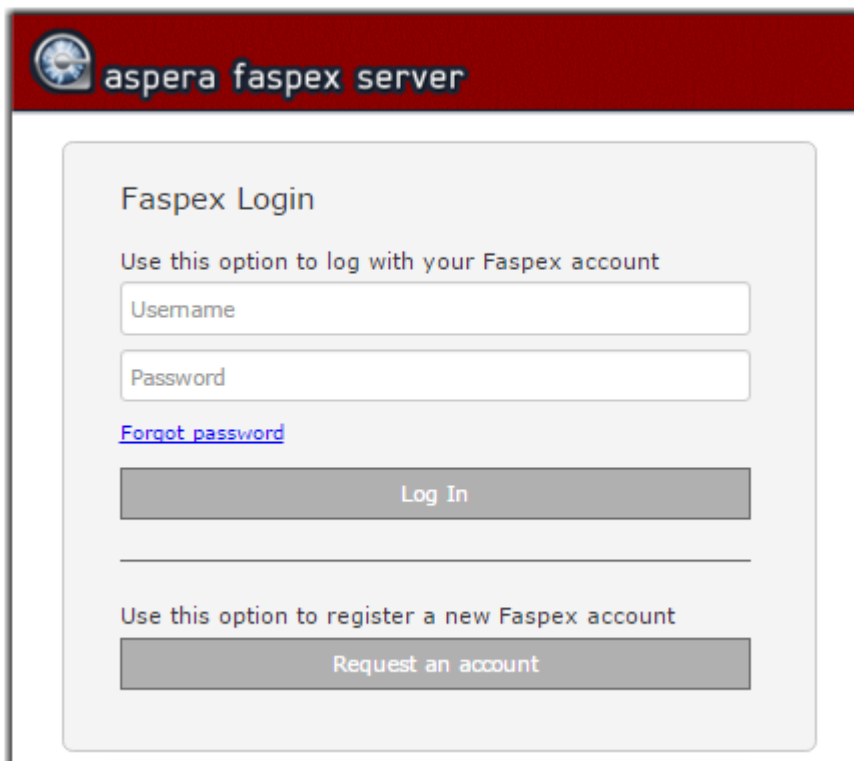 aspera faspex server
Faspex Login
Use this option to log with your Faspex account
Username
Password
Forgot password
Log In
Use this option to register a new Faspex account
Request an account